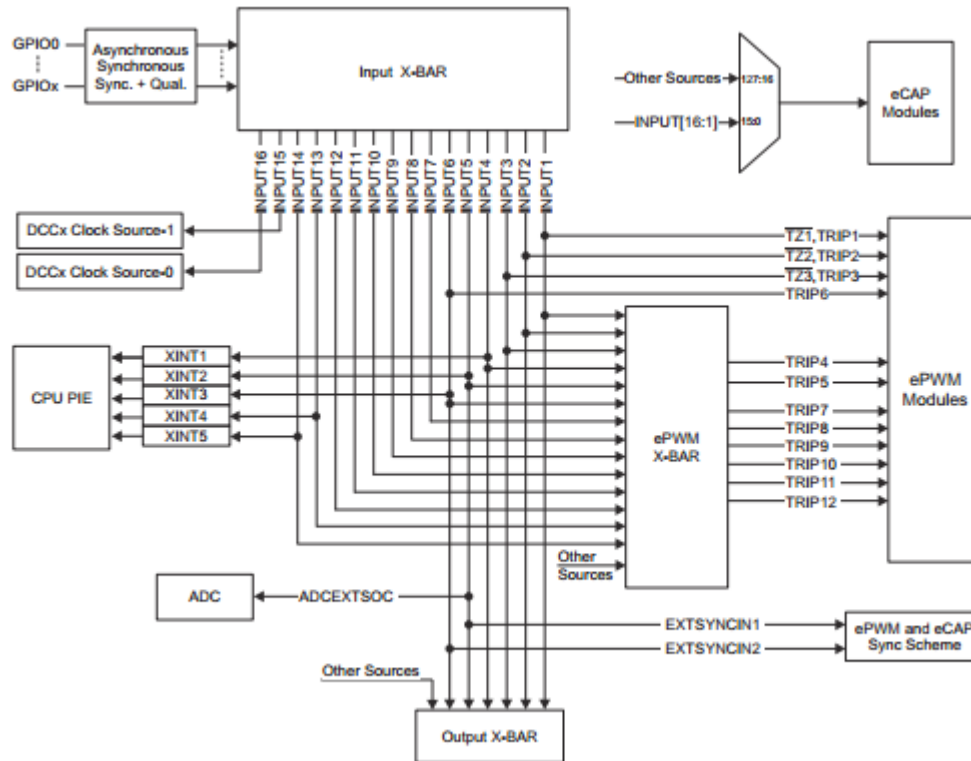 GPIO0
GPIOx
Asynchronous
Synchronous
Sync. + Qual.
Input X-BAR
Other Sources
127:16
INPUT[16:1]
15:0
eCAP
Modules
INPUT16
INPUT15
INPUT14
INPUT13
INPUT12
INPUT11
INPUT10
INPUT9
INPUT8
INPUT7
INPUT6
INPUT5
INPUT4
INPUT3
INPUT2
INPUT1
DCCx Clock Source-1
DCCx Clock Source-0
TZ1,TRIP1
TZ2,TRIP2
TZ3,TRIP3
TRIP6
CPU PIE
XINT1
XINT2
XINT3
XINT4
XINT5
ePWM
X-BAR
TRIP4
TRIP5
TRIP7
TRIP8
TRIP9
TRIP10
TRIP11
TRIP12
ePWM
Modules
Other
Sources
ADC
ADCEXTSOC
EXTSYNCIN1
EXTSYNCIN2
ePWM and eCAP
Sync Scheme
Other Sources
Output X-BAR